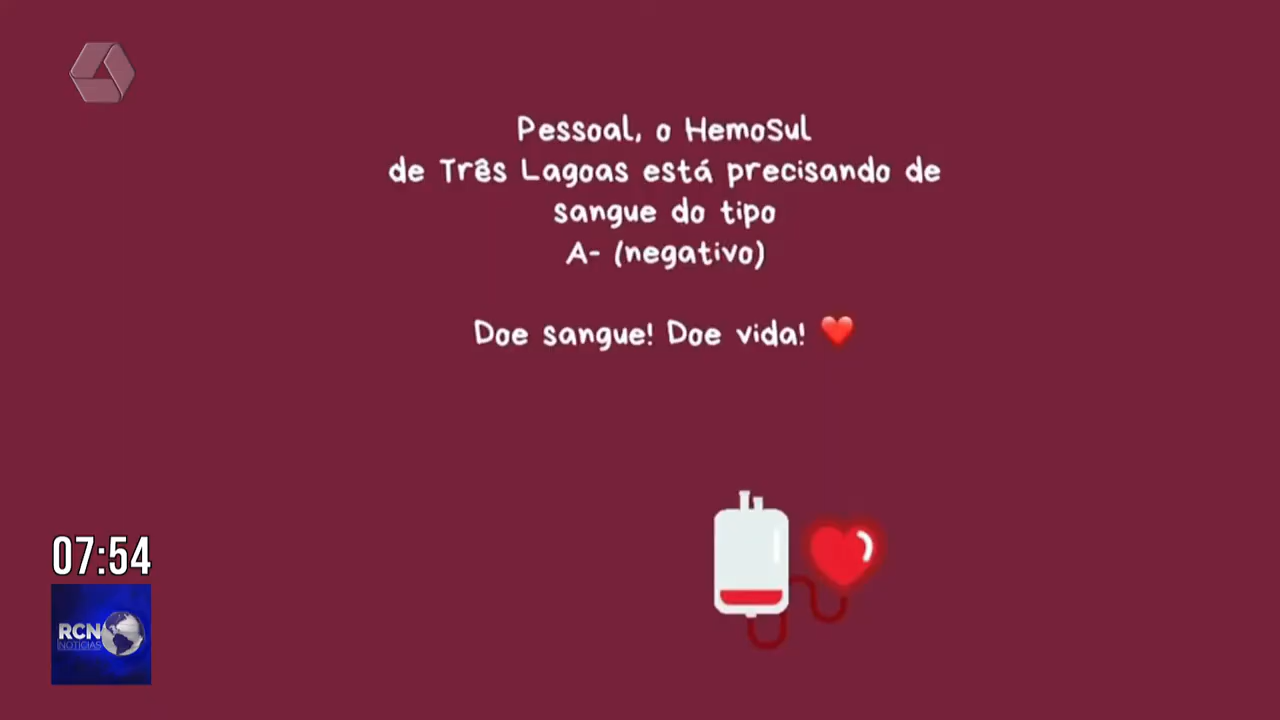 Pessoal, o HemoSul
de Três Lagoas está precisando de
sangue do tipo
A- (negativo)
Doe sangue! Doe vida! ❤️
07:54
RCN
NOTÍCIAS